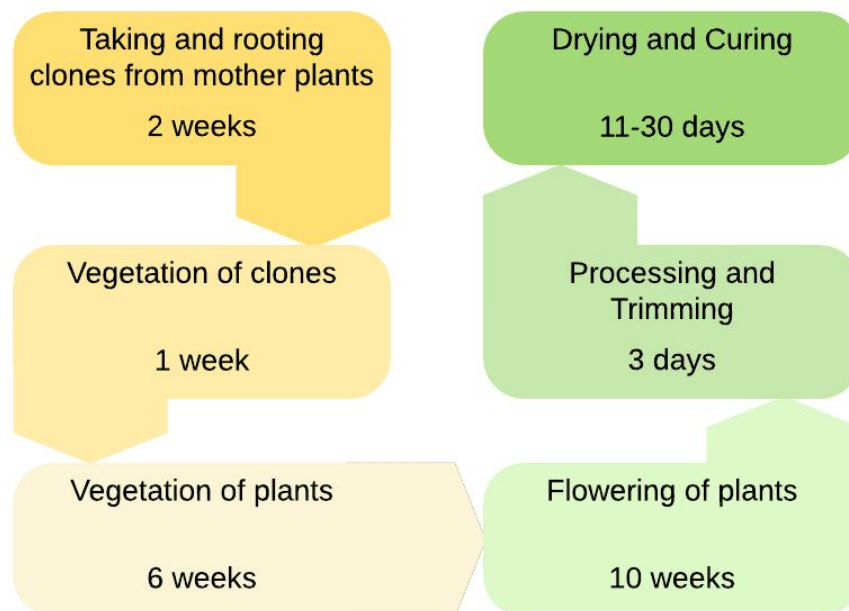 Taking and rooting
clones from mother plants
2 weeks
Vegetation of clones
1 week
Vegetation of plants
6 weeks
Flowering of plants
10 weeks
Processing and
Trimming
3 days
Drying and Curing
11-30 days